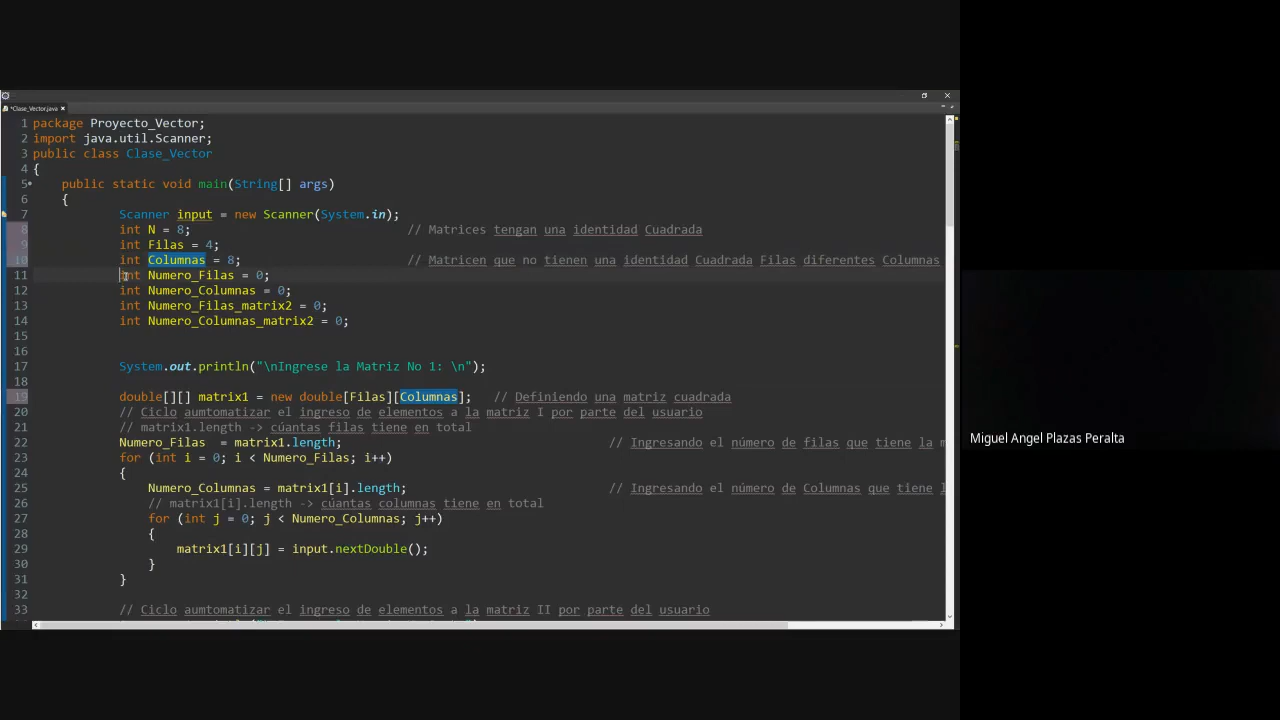 *Clase_Vector.java
1 package Proyecto_Vector;
2 import java.util.Scanner;
3 public class Clase_Vector
4 {
5 public static void main(String[] args)
6 {
7 Scanner input = new Scanner(System.in);
8 int N = 8; // Matrices tengan una identidad Cuadrada
9 int Filas = 4;
10 int Columnas = 8; // Matricen que no tienen una identidad Cuadrada Filas diferentes Columnas
11 int Numero_Filas = 0;
12 int Numero_Columnas = 0;
13 int Numero_Filas_matrix2 = 0;
14 int Numero_Columnas_matrix2 = 0;
15
16
17 System.out.println("\nIngrese la Matriz No 1: \n");
18
19 double[][] matrix1 = new double[Filas][Columnas]; // Definiendo una matriz cuadrada
20 // Ciclo aumtomatizar el ingreso de elementos a la matriz I por parte del usuario
21 // matrix1.length -> cúantas filas tiene en total
22 Numero_Filas = matrix1.length; // Ingresando el número de filas que tiene la m
23 for (int i = 0; i < Numero_Filas; i++)
24 {
25 Numero_Columnas = matrix1[i].length; // Ingresando el número de Columnas que tiene l
26 // matrix1[i].length -> cúantas columnas tiene en total
27 for (int j = 0; j < Numero_Columnas; j++)
28 {
29 matrix1[i][j] = input.nextDouble();
30 }
31 }
32
33 // Ciclo aumtomatizar el ingreso de elementos a la matriz II por parte del usuario
Miguel Angel Plazas Peralta